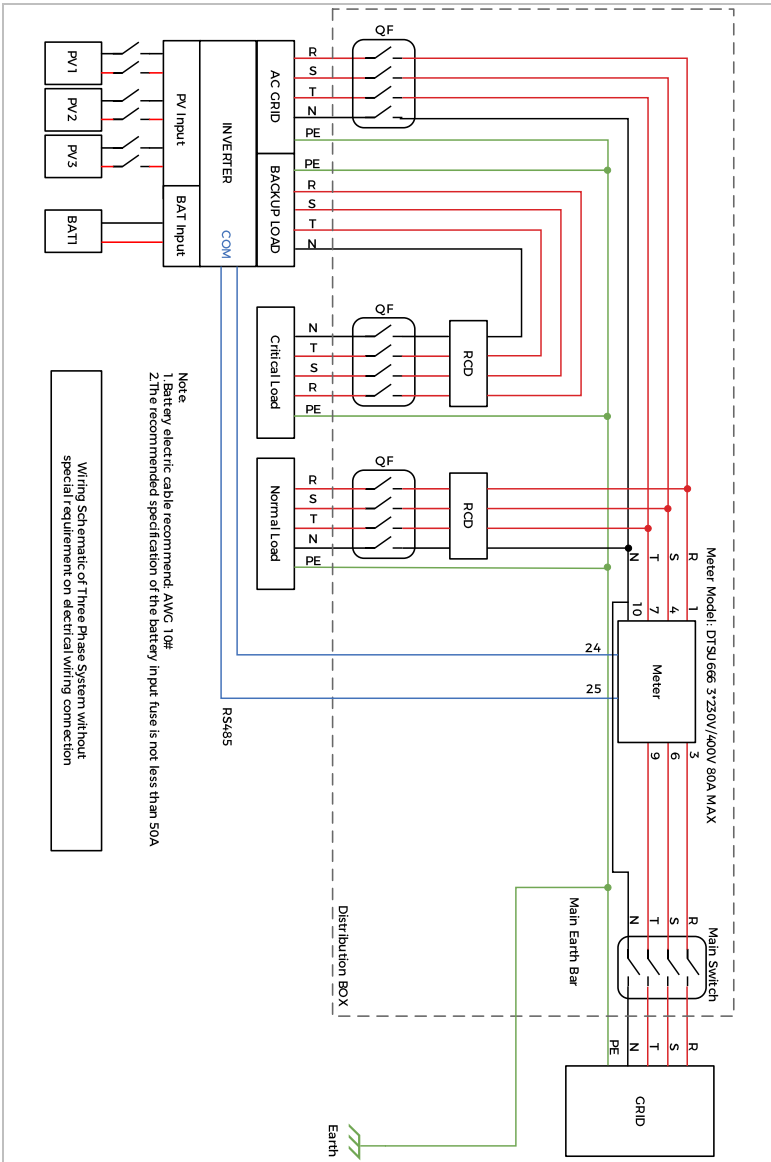 QF
R
S
T
N
PE
PE
R
S
T
N
AC GRID
BACKUP LOAD
INVERTER
COM
PV Input
BAT Input
PV1
PV2
PV3
BAT1
QF
N
T
S
R
PE
Critical Load
RCD
QF
R
S
T
N
PE
Normal Load
RCD
Note:
1.Battery electric cable recommend: AWG 10#
2.The recommended specification of the battery input fuse is not less than 50A
Wiring Schematic of Three Phase System without
special requirement on electrical wiring connection
RS485
24
25
Meter Model: DTSU666 3*230V/400V 80A MAX
R
S
T
N
1
4
7
10
Meter
3
6
9
Main Switch
R
S
T
N
Main Earth Bar
Distribution BOX
R
S
T
N
PE
GRID
Earth